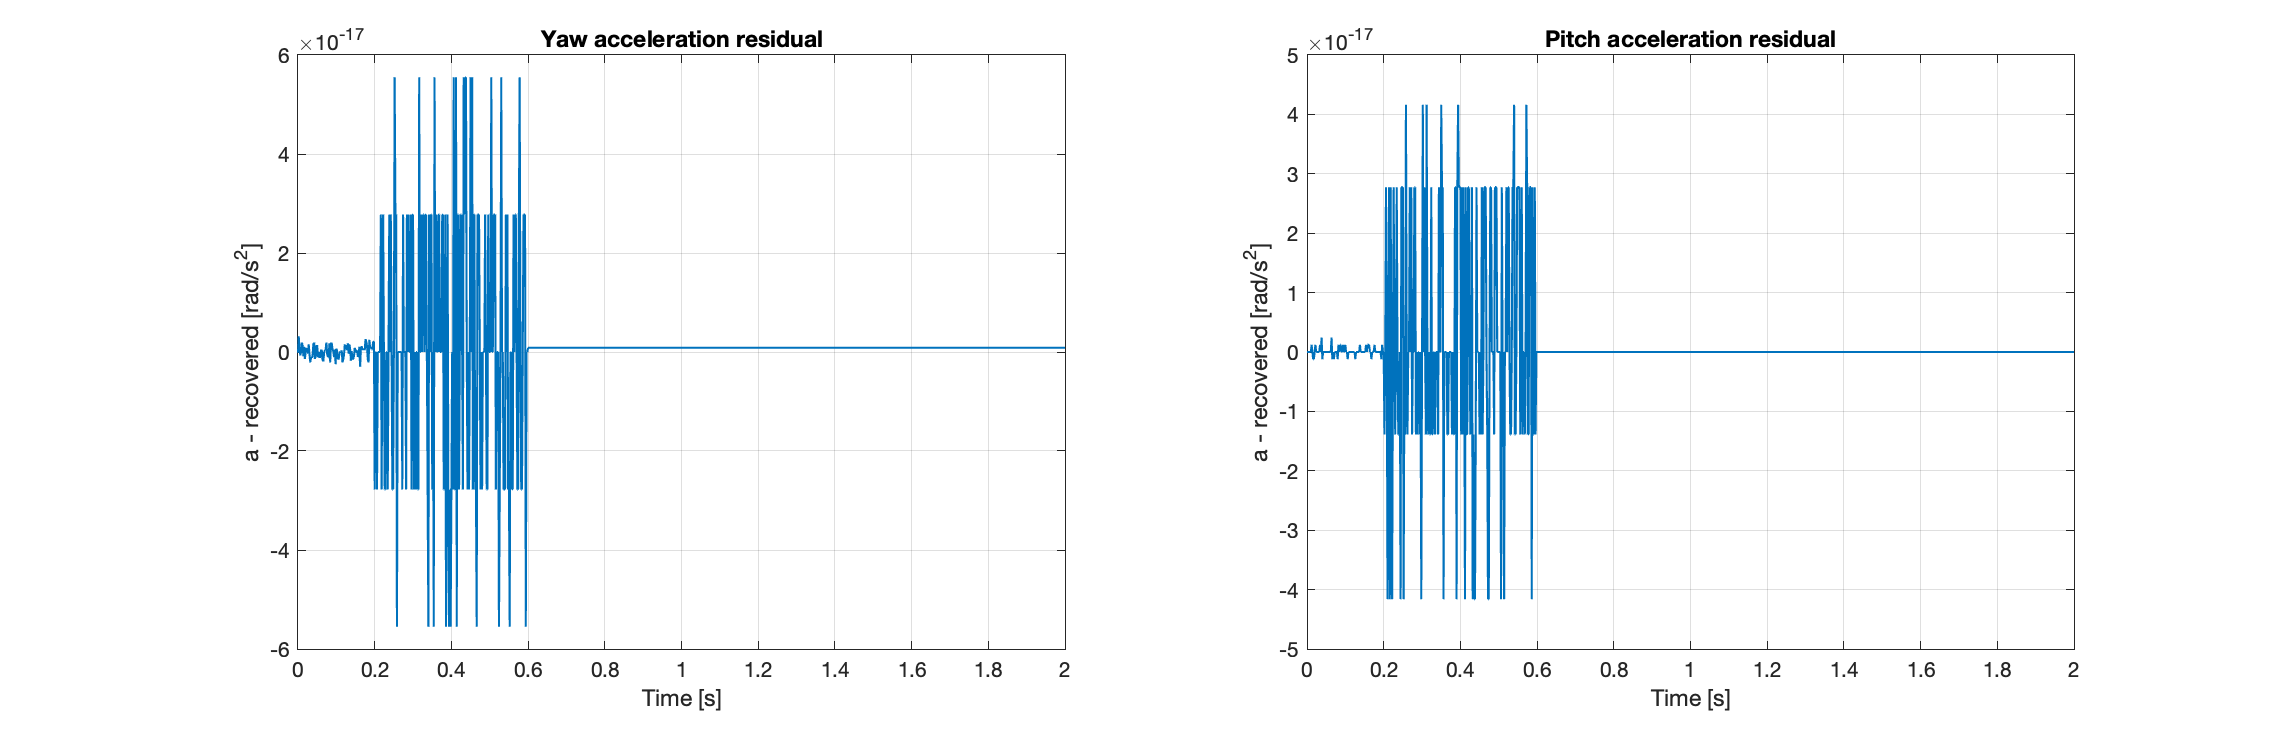 Yaw acceleration residual
×10-17
6
4
2
0
-2
-4
-6
a - recovered [rad/s2]
0 0.2 0.4 0.6 0.8 1 1.2 1.4 1.6 1.8 2
Time [s]
Pitch acceleration residual
×10-17
5
4
3
2
1
0
-1
-2
-3
-4
-5
a - recovered [rad/s2]
0 0.2 0.4 0.6 0.8 1 1.2 1.4 1.6 1.8 2
Time [s]